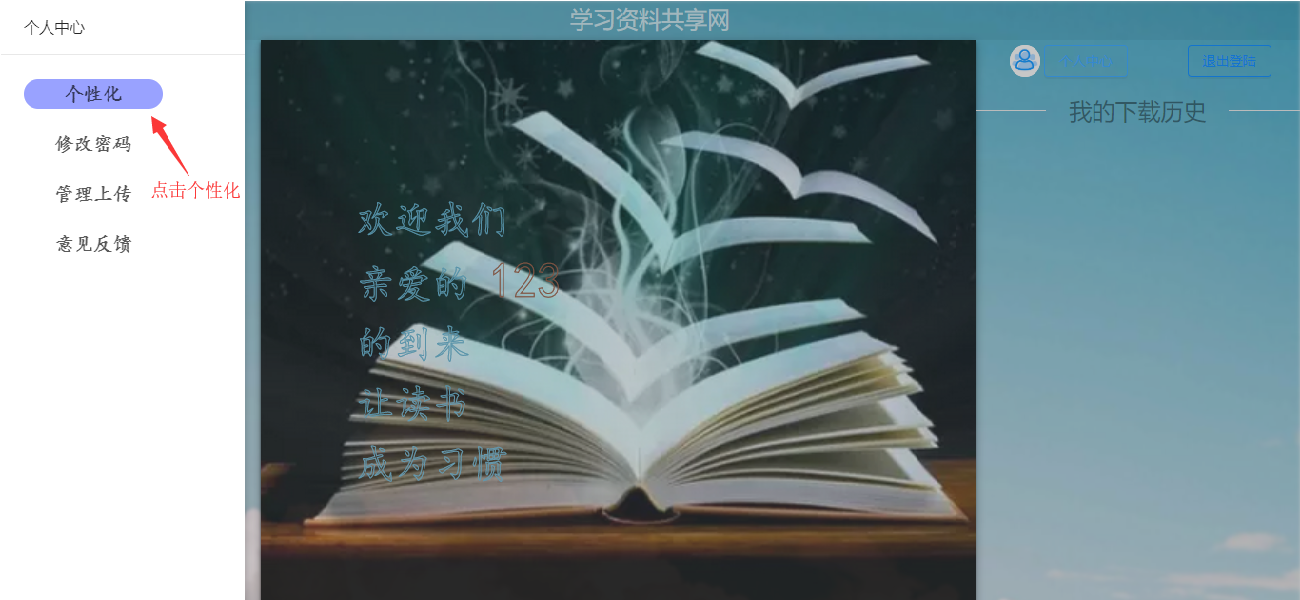 学习资料共享网
个人中心
个性化
修改密码
管理上传
意见反馈
点击个性化
欢迎我们
亲爱的 123
的到来
让读书
成为习惯
个人中心
退出登陆
我的下载历史